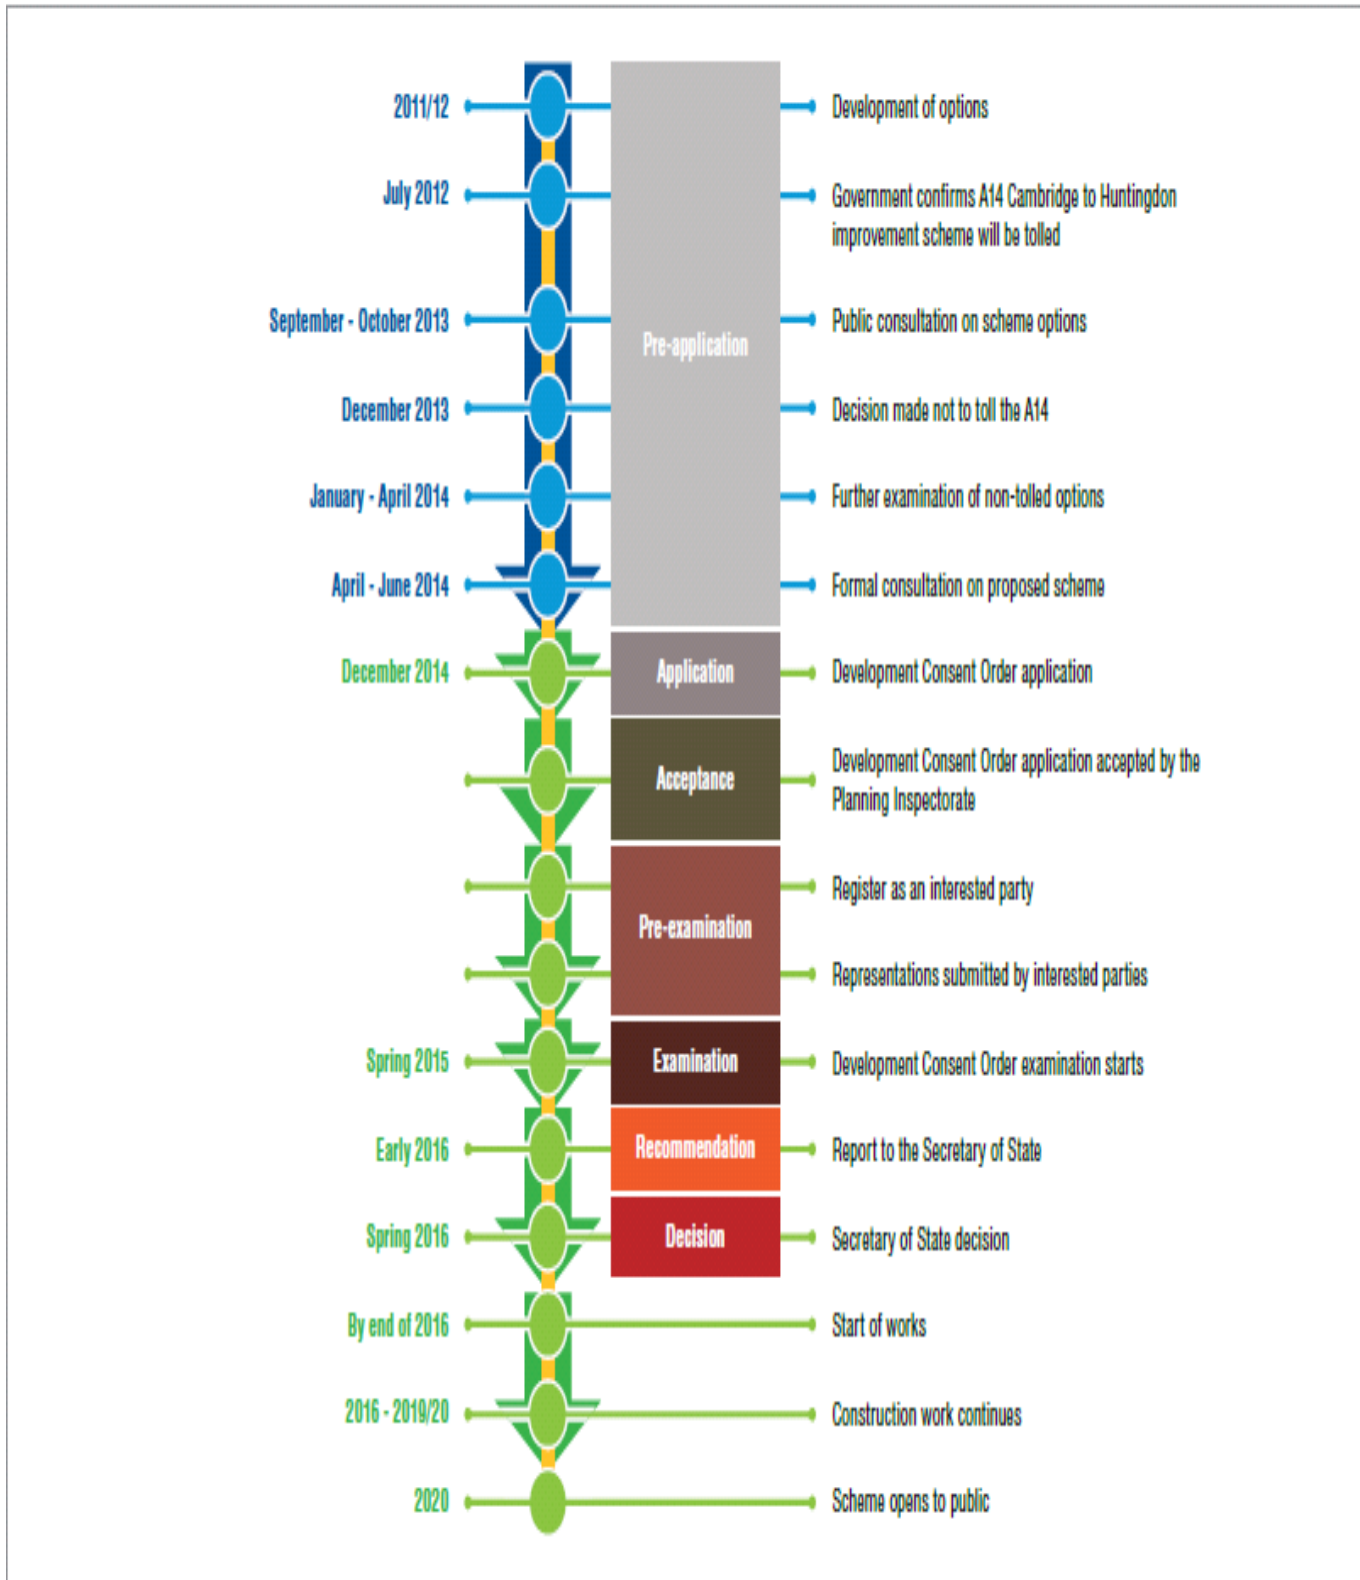 2011/12
Development of options
July 2012
Government confirms A14 Cambridge to Huntingdon
improvement scheme will be tolled
September - October 2013
Public consultation on scheme options
Pre-application
December 2013
Decision made not to toll the A14
January - April 2014
Further examination of non-tolled options
April - June 2014
Formal consultation on proposed scheme
December 2014
Application
Development Consent Order application
Acceptance
Development Consent Order application accepted by the
Planning Inspectorate
Register as an interested party
Pre-examination
Representations submitted by interested parties
Spring 2015
Examination
Development Consent Order examination starts
Early 2016
Recommendation
Report to the Secretary of State
Spring 2016
Decision
Secretary of State decision
By end of 2016
Start of works
2016 - 2019/20
Construction work continues
2020
Scheme opens to public